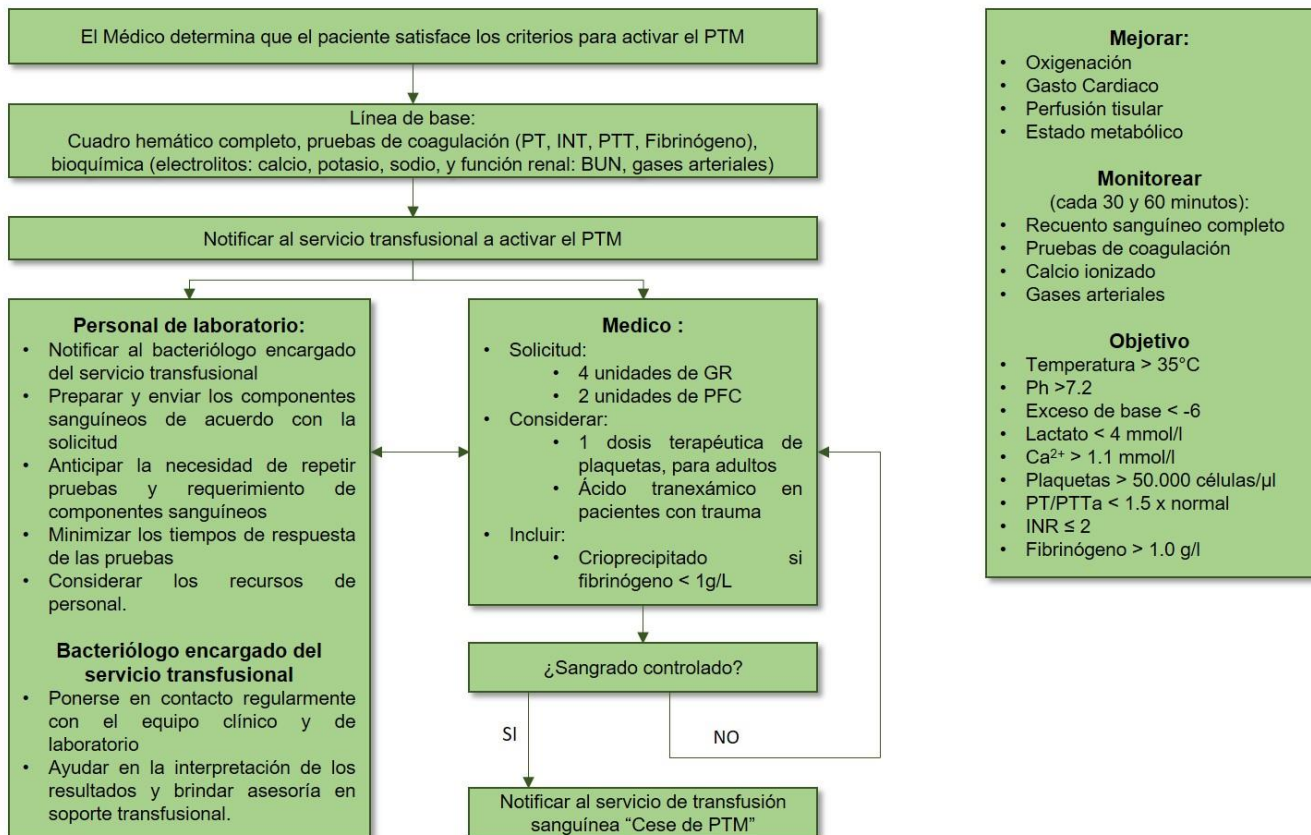 El Médico determina que el paciente satisface los criterios para activar el PTM
Línea de base:
Cuadro hemático completo, pruebas de coagulación (PT, INT, PTT, Fibrinógeno),
bioquímica (electrolitos: calcio, potasio, sodio, y función renal: BUN, gases arteriales)
Notificar al servicio transfusional a activar el PTM
Personal de laboratorio:
• Notificar al bacteriólogo encargado
del servicio transfusional
• Preparar y enviar los componentes
sanguíneos de acuerdo con la
solicitud
• Anticipar la necesidad de repetir
pruebas y requerimiento de
componentes sanguíneos
• Minimizar los tiempos de respuesta
de las pruebas
• Considerar los recursos de
personal.
Bacteriólogo encargado del
servicio transfusional
• Ponerse en contacto regularmente
con el equipo clínico y de
laboratorio
• Ayudar en la interpretación de los
resultados y brindar asesoría en
soporte transfusional.
Medico :
• Solicitud:
• 4 unidades de GR
• 2 unidades de PFC
• Considerar:
• 1 dosis terapéutica de
plaquetas, para adultos
• Ácido tranexámico en
pacientes con trauma
• Incluir:
• Crioprecipitado si
fibrinógeno < 1g/L
¿Sangrado controlado?
SI
NO
Notificar al servicio de transfusión
sanguínea “Cese de PTM”
Mejorar:
• Oxigenación
• Gasto Cardiaco
• Perfusión tisular
• Estado metabólico
Monitorear
(cada 30 y 60 minutos):
• Recuento sanguíneo completo
• Pruebas de coagulación
• Calcio ionizado
• Gases arteriales
Objetivo
• Temperatura > 35°C
• Ph >7.2
• Exceso de base < -6
• Lactato < 4 mmol/l
• Ca²⁺ > 1.1 mmol/l
• Plaquetas > 50.000 células/µl
• PT/PTTa < 1.5 x normal
• INR ≤ 2
• Fibrinógeno > 1.0 g/l